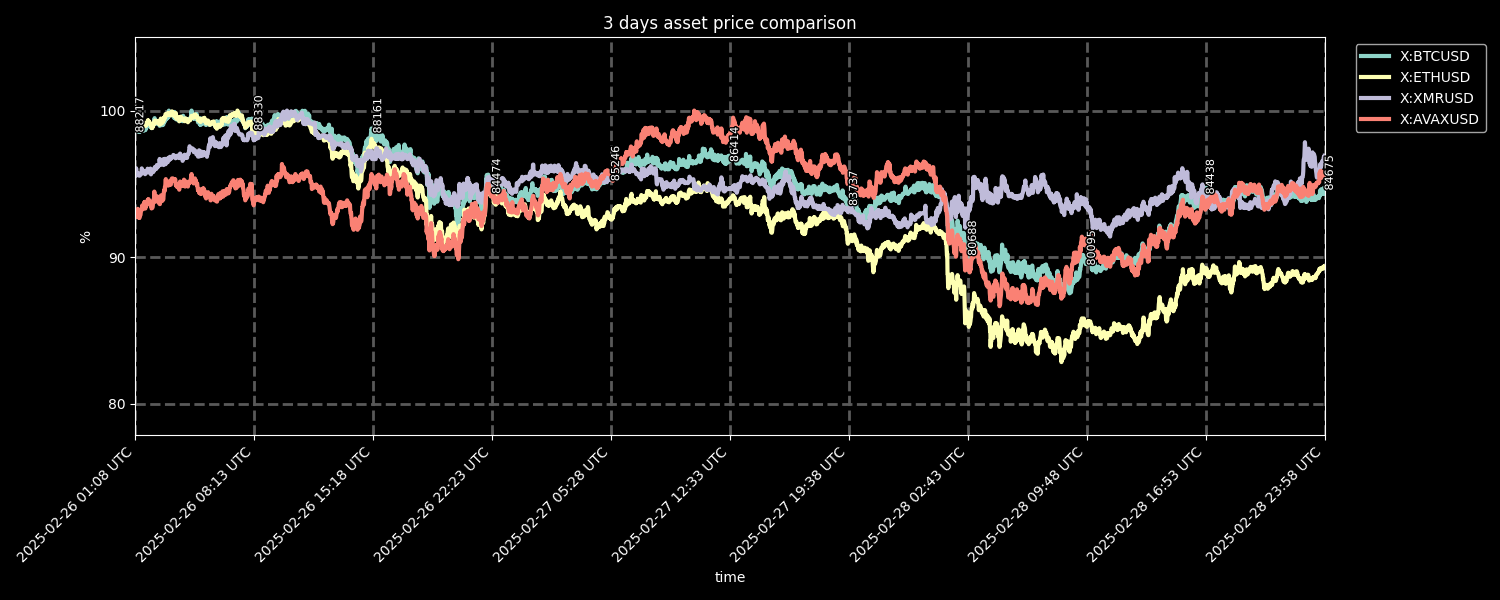 3 days asset price comparison
X:BTCUSD
X:ETHUSD
X:XMRUSD
X:AVAXUSD
%
100
90
80
88217
88330
88161
84474
85246
86414
83737
80688
80095
84438
84675
2025-02-26 01:08 UTC
2025-02-26 08:13 UTC
2025-02-26 15:18 UTC
2025-02-26 22:23 UTC
2025-02-27 05:28 UTC
2025-02-27 12:33 UTC
2025-02-27 19:38 UTC
2025-02-28 02:43 UTC
2025-02-28 09:48 UTC
2025-02-28 16:53 UTC
2025-02-28 23:58 UTC
time